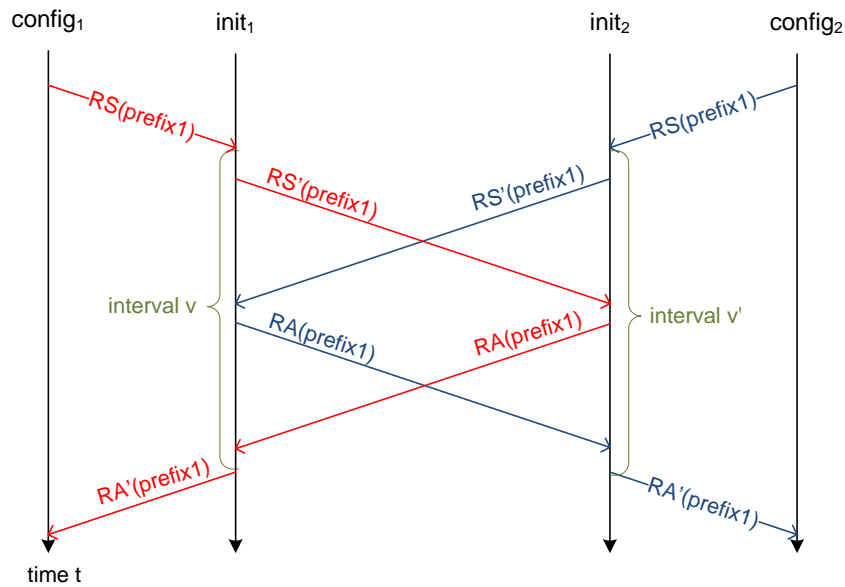 config₁
init₁
init₂
config₂
RS(prefix1)
RS(prefix1)
RS’(prefix1)
RS’(prefix1)
interval v
interval v’
RA(prefix1)
RA(prefix1)
RA’(prefix1)
RA’(prefix1)
time t